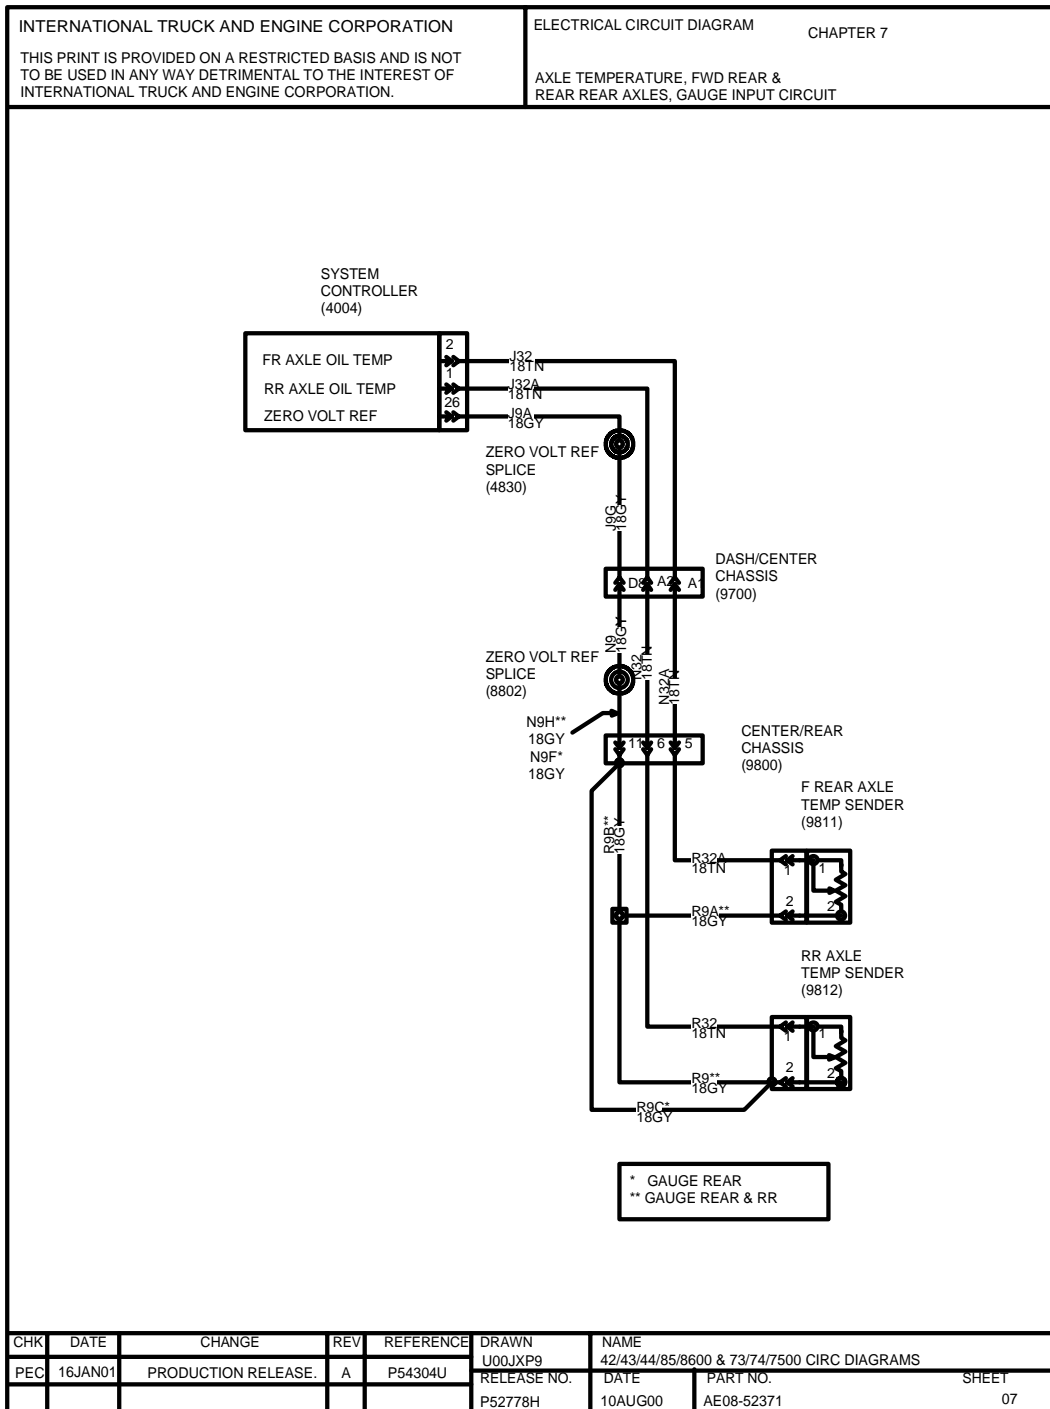 INTERNATIONAL TRUCK AND ENGINE CORPORATION
THIS PRINT IS PROVIDED ON A RESTRICTED BASIS AND IS NOT
TO BE USED IN ANY WAY DETRIMENTAL TO THE INTEREST OF
INTERNATIONAL TRUCK AND ENGINE CORPORATION.
ELECTRICAL CIRCUIT DIAGRAM
CHAPTER 7
AXLE TEMPERATURE, FWD REAR &
REAR REAR AXLES, GAUGE INPUT CIRCUIT
SYSTEM
CONTROLLER
(4004)
FR AXLE OIL TEMP
2
J32
18TN
RR AXLE OIL TEMP
1
J32A
18TN
ZERO VOLT REF
26
J9A
18GY
ZERO VOLT REF
SPLICE
(4830)
J9G
18GY
DASH/CENTER
CHASSIS
(9700)
D8
A2
A1
N9
18GY
ZERO VOLT REF
SPLICE
(8802)
N32
18TN
N32A
18TN
N9H**
18GY
N9F*
18GY
11
6
5
CENTER/REAR
CHASSIS
(9800)
F REAR AXLE
TEMP SENDER
(9811)
R9B**
18GY
R32A
18TN
1
1
R9A**
18GY
2
2
RR AXLE
TEMP SENDER
(9812)
R32
18TN
1
1
R9**
18GY
2
2
R9C*
18GY
* GAUGE REAR
** GAUGE REAR & RR
CHK DATE CHANGE REV REFERENCE
PEC 16JAN01 PRODUCTION RELEASE. A P54304U
DRAWN
U00JXP9
NAME
42/43/44/85/8600 & 73/74/7500 CIRC DIAGRAMS
RELEASE NO.
P52778H
DATE
10AUG00
PART NO.
AE08-52371
SHEET
07